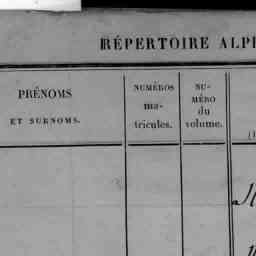 RÉPERTOIRE ALP
PRÉNOMS
ET SURNOMS.
NUMÉROS
ma-
tricules.
NU-
MÉRO
du
volume.